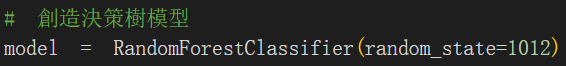 #  創造決策樹模型
model  =  RandomForestClassifier(random_state=1012)